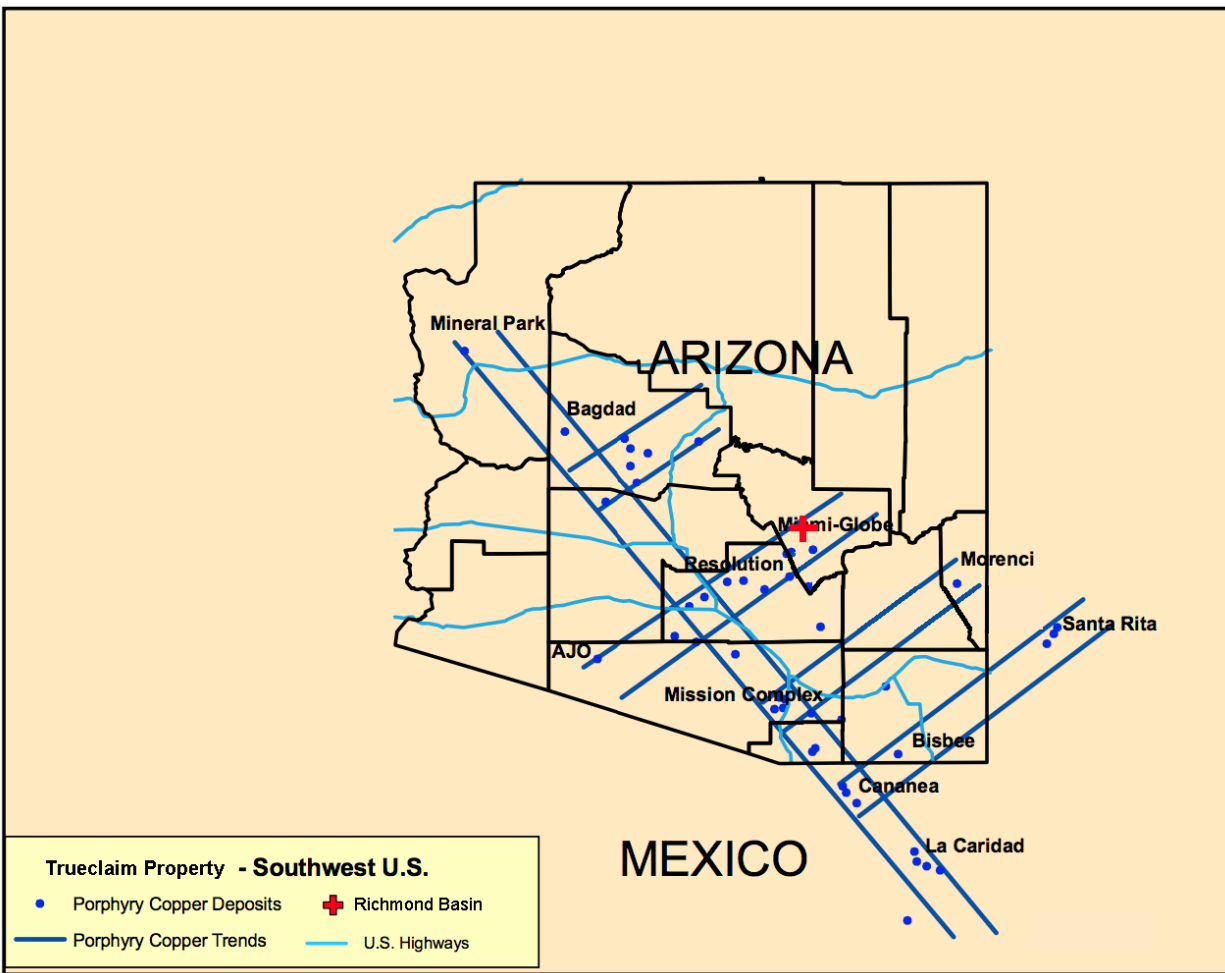 Mineral Park
ARIZONA
Bagdad
Miami-Globe
Resolution
Morenci
Santa Rita
AJO
Mission Complex
Bisbee
Cananea
La Caridad
MEXICO
Trueclaim Property - Southwest U.S.
Porphyry Copper Deposits
Richmond Basin
Porphyry Copper Trends
U.S. Highways